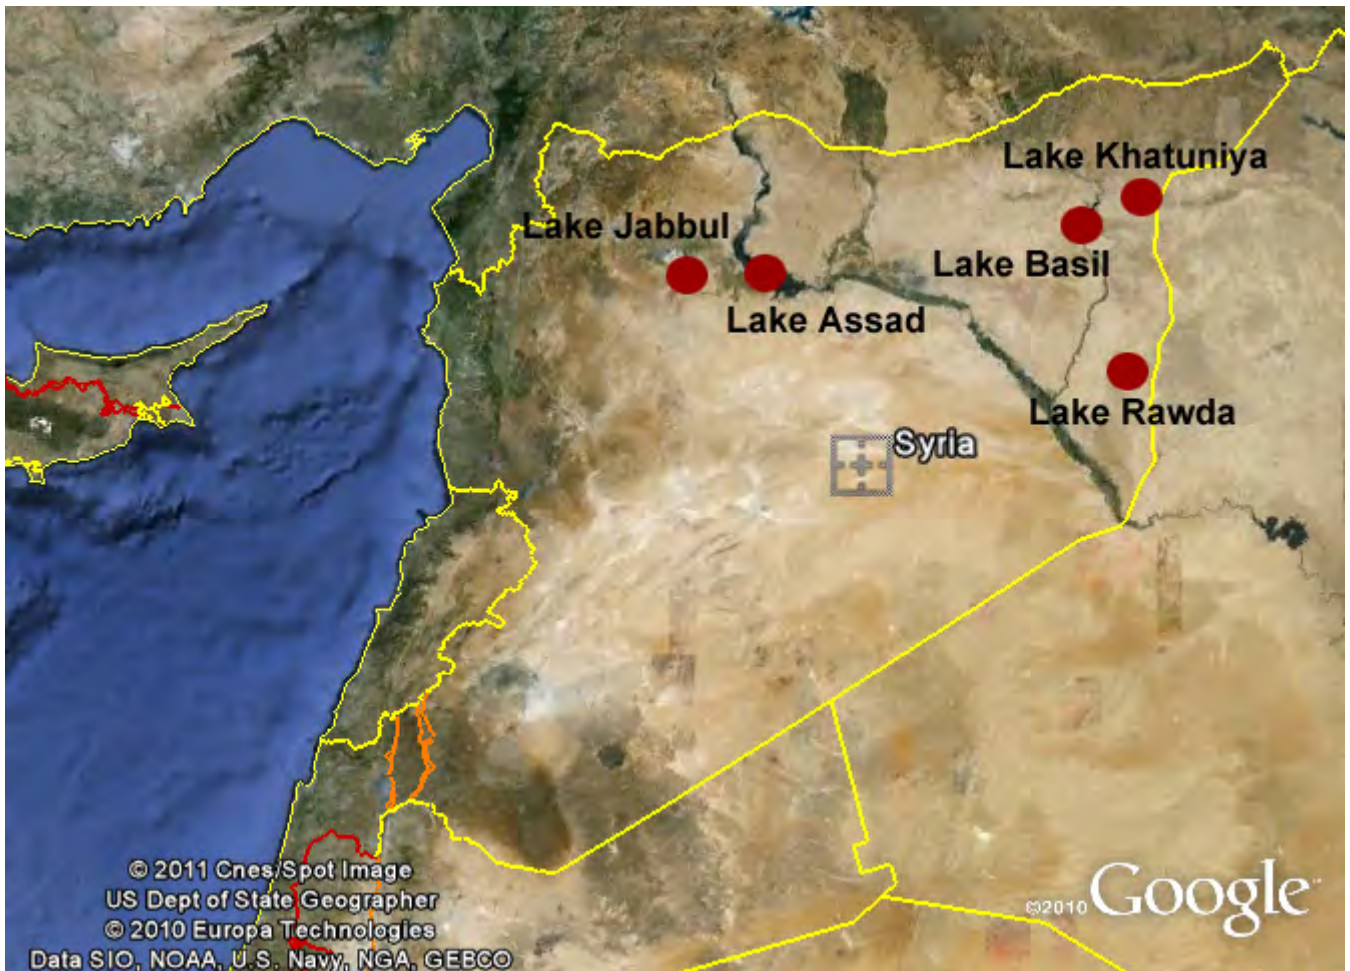 Lake Khatuniya
Lake Jabbul
Lake Basil
Lake Assad
Lake Rawda
Syria
© 2011 Cnes/Spot Image
US Dept of State Geographer
© 2010 Europa Technologies
Data SIO, NOAA, U.S. Navy, NGA, GEBCO
©2010 Google™